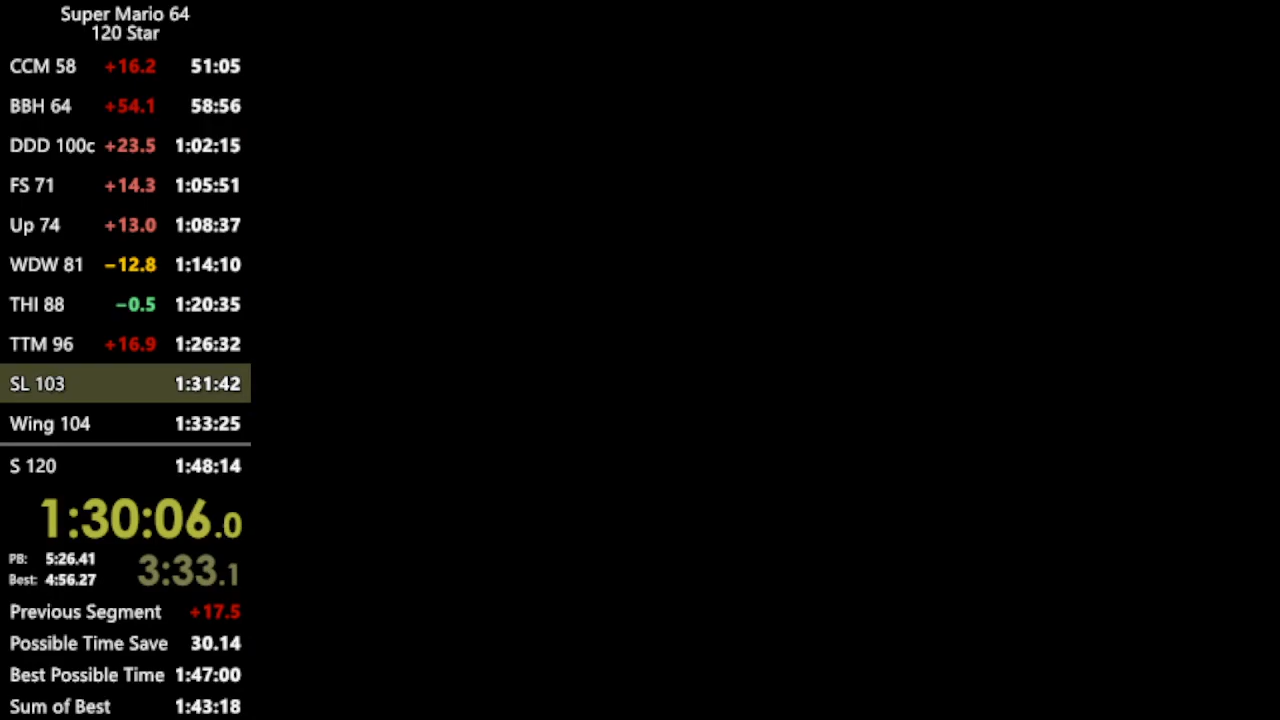 Super Mario 64
120 Star
CCM 58 +16.2 51:05
BBH 64 +54.1 58:56
DDD 100c +23.5 1:02:15
FS 71 +14.3 1:05:51
Up 74 +13.0 1:08:37
WDW 81 −12.8 1:14:10
THI 88 −0.5 1:20:35
TTM 96 +16.9 1:26:32
SL 103 1:31:42
Wing 104 1:33:25
S 120 1:48:14
1:30:06.0
PB: 5:26.41
Best: 4:56.27
3:33.1
Previous Segment +17.5
Possible Time Save 30.14
Best Possible Time 1:47:00
Sum of Best 1:43:18